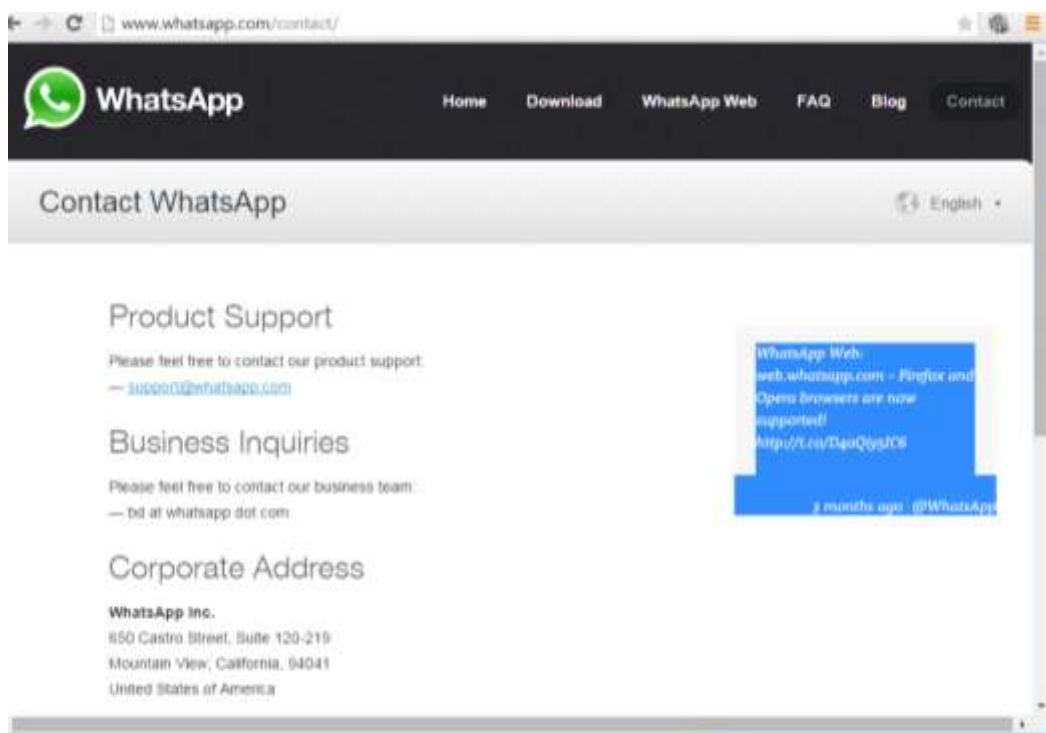 www.whatsapp.com/contact/
WhatsApp
Home Download WhatsApp Web FAQ Blog Contact
Contact WhatsApp
English
Product Support
Please feel free to contact our product support:
— support@whatsapp.com
Business Inquiries
Please feel free to contact our business team:
— bd at whatsapp dot com
Corporate Address
WhatsApp Inc.
650 Castro Street, Suite 120-219
Mountain View, California, 94041
United States of America
WhatsApp Web:
web.whatsapp.com - Firefox and
Opera browsers are now
supported!
3 months ago @WhatsApp